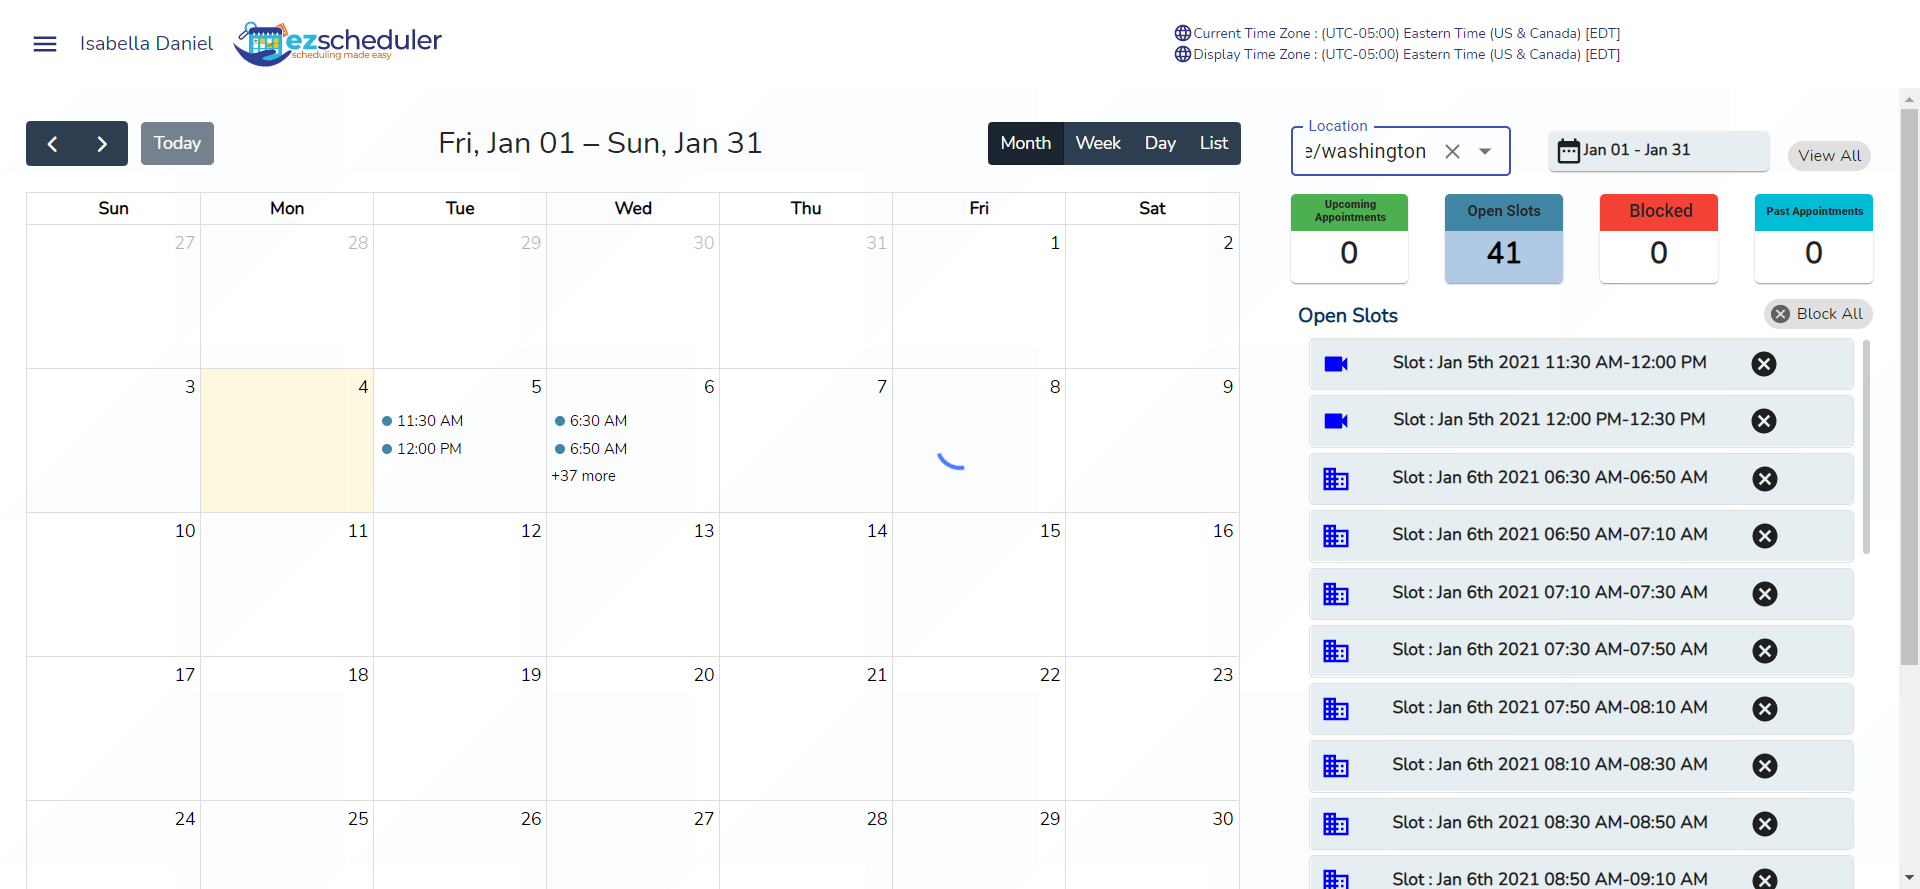 Isabella Daniel
ezscheduler
scheduling made easy
Current Time Zone : (UTC-05:00) Eastern Time (US & Canada) [EDT]
Display Time Zone : (UTC-05:00) Eastern Time (US & Canada) [EDT]
Today
Fri, Jan 01 – Sun, Jan 31
Month Week Day List
Sun Mon Tue Wed Thu Fri Sat
27 28 29 30 31 1 2
3 4 5 6 7 8 9
11:30 AM 6:30 AM
12:00 PM 6:50 AM
+37 more
10 11 12 13 14 15 16
17 18 19 20 21 22 23
24 25 26 27 28 29 30
Location
e/washington
Jan 01 - Jan 31
View All
Upcoming Appointments
0
Open Slots
41
Blocked
0
Past Appointments
0
Open Slots
Block All
Slot : Jan 5th 2021 11:30 AM-12:00 PM
Slot : Jan 5th 2021 12:00 PM-12:30 PM
Slot : Jan 6th 2021 06:30 AM-06:50 AM
Slot : Jan 6th 2021 06:50 AM-07:10 AM
Slot : Jan 6th 2021 07:10 AM-07:30 AM
Slot : Jan 6th 2021 07:30 AM-07:50 AM
Slot : Jan 6th 2021 07:50 AM-08:10 AM
Slot : Jan 6th 2021 08:10 AM-08:30 AM
Slot : Jan 6th 2021 08:30 AM-08:50 AM
Slot : Jan 6th 2021 08:50 AM-09:10 AM